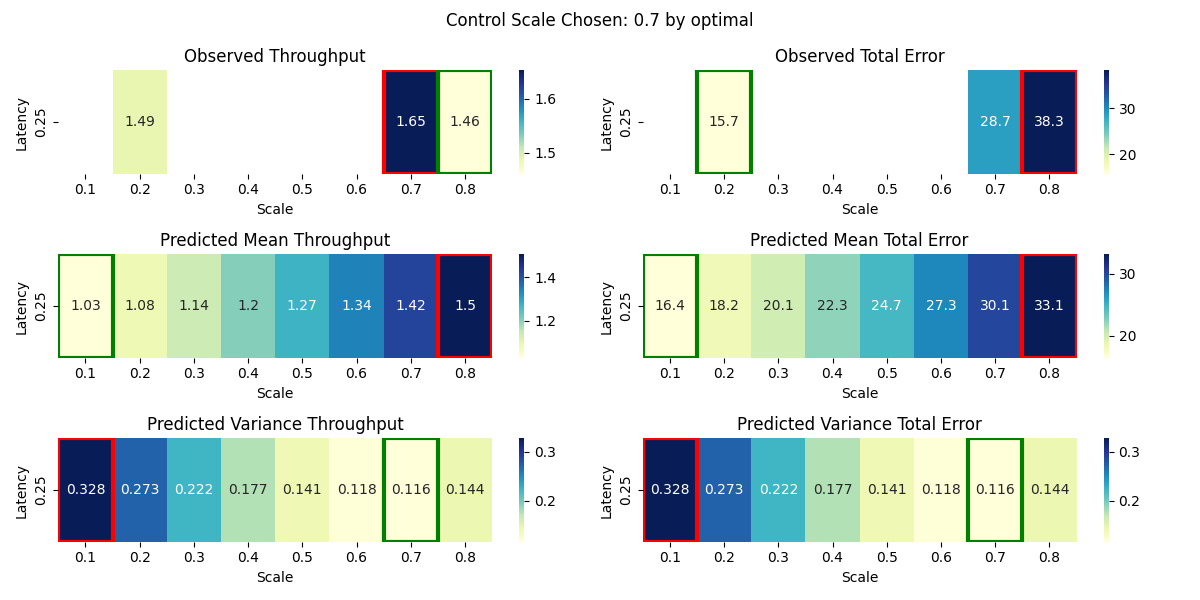 Control Scale Chosen: 0.7 by optimal
Observed Throughput
Latency
0.25
1.49
1.65
1.46
1.6
1.5
0.1 0.2 0.3 0.4 0.5 0.6 0.7 0.8
Scale
Observed Total Error
Latency
0.25
15.7
28.7
38.3
30
20
0.1 0.2 0.3 0.4 0.5 0.6 0.7 0.8
Scale
Predicted Mean Throughput
Latency
0.25
1.03 1.08 1.14 1.2 1.27 1.34 1.42 1.5
1.4
1.2
0.1 0.2 0.3 0.4 0.5 0.6 0.7 0.8
Scale
Predicted Mean Total Error
Latency
0.25
16.4 18.2 20.1 22.3 24.7 27.3 30.1 33.1
30
20
0.1 0.2 0.3 0.4 0.5 0.6 0.7 0.8
Scale
Predicted Variance Throughput
Latency
0.25
0.328 0.273 0.222 0.177 0.141 0.118 0.116 0.144
0.3
0.2
0.1 0.2 0.3 0.4 0.5 0.6 0.7 0.8
Scale
Predicted Variance Total Error
Latency
0.25
0.328 0.273 0.222 0.177 0.141 0.118 0.116 0.144
0.3
0.2
0.1 0.2 0.3 0.4 0.5 0.6 0.7 0.8
Scale